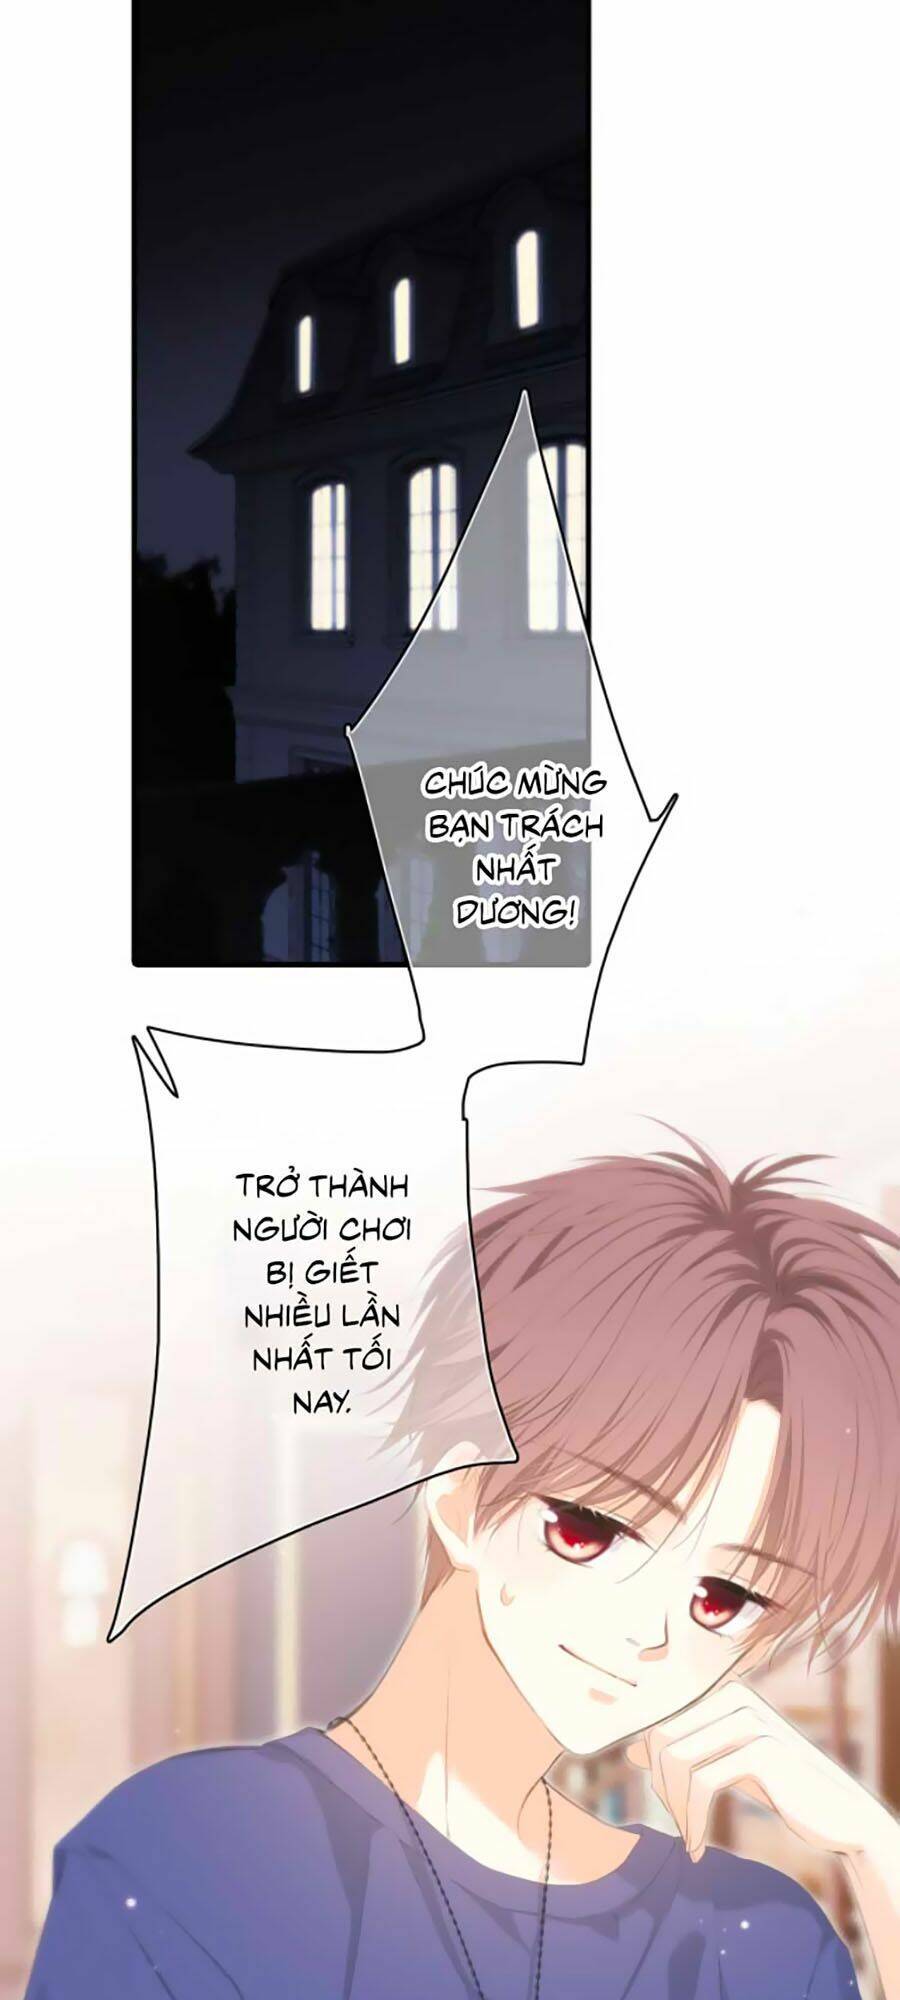 CHÚC MỪNG
BẠN TRÁCH
NHẤT
DƯƠNG!
TRỞ THÀNH
NGƯỜI CHƠI
BỊ GIẾT
NHIỀU LẦN
NHẤT TỐI
NAY.